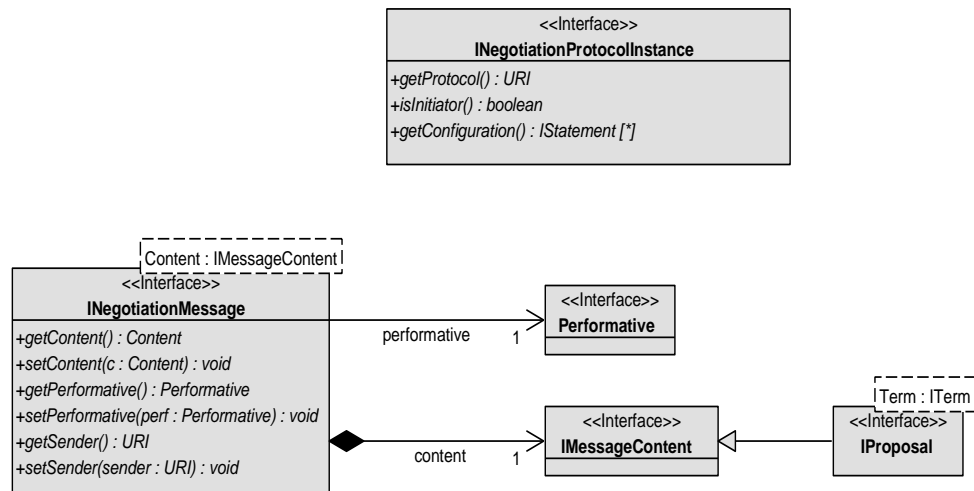 <<Interface>>
INegotiationProtocolInstance
+getProtocol() : URI
+isInitiator() : boolean
+getConfiguration() : IStatement [*]
Content : IMessageContent
<<Interface>>
INegotiationMessage
+getContent() : Content
+setContent(c : Content) : void
+getPerformative() : Performative
+setPerformative(perf : Performative) : void
+getSender() : URI
+setSender(sender : URI) : void
performative
1
<<Interface>>
Performative
content
1
<<Interface>>
IMessageContent
Term : ITerm
<<Interface>>
IProposal